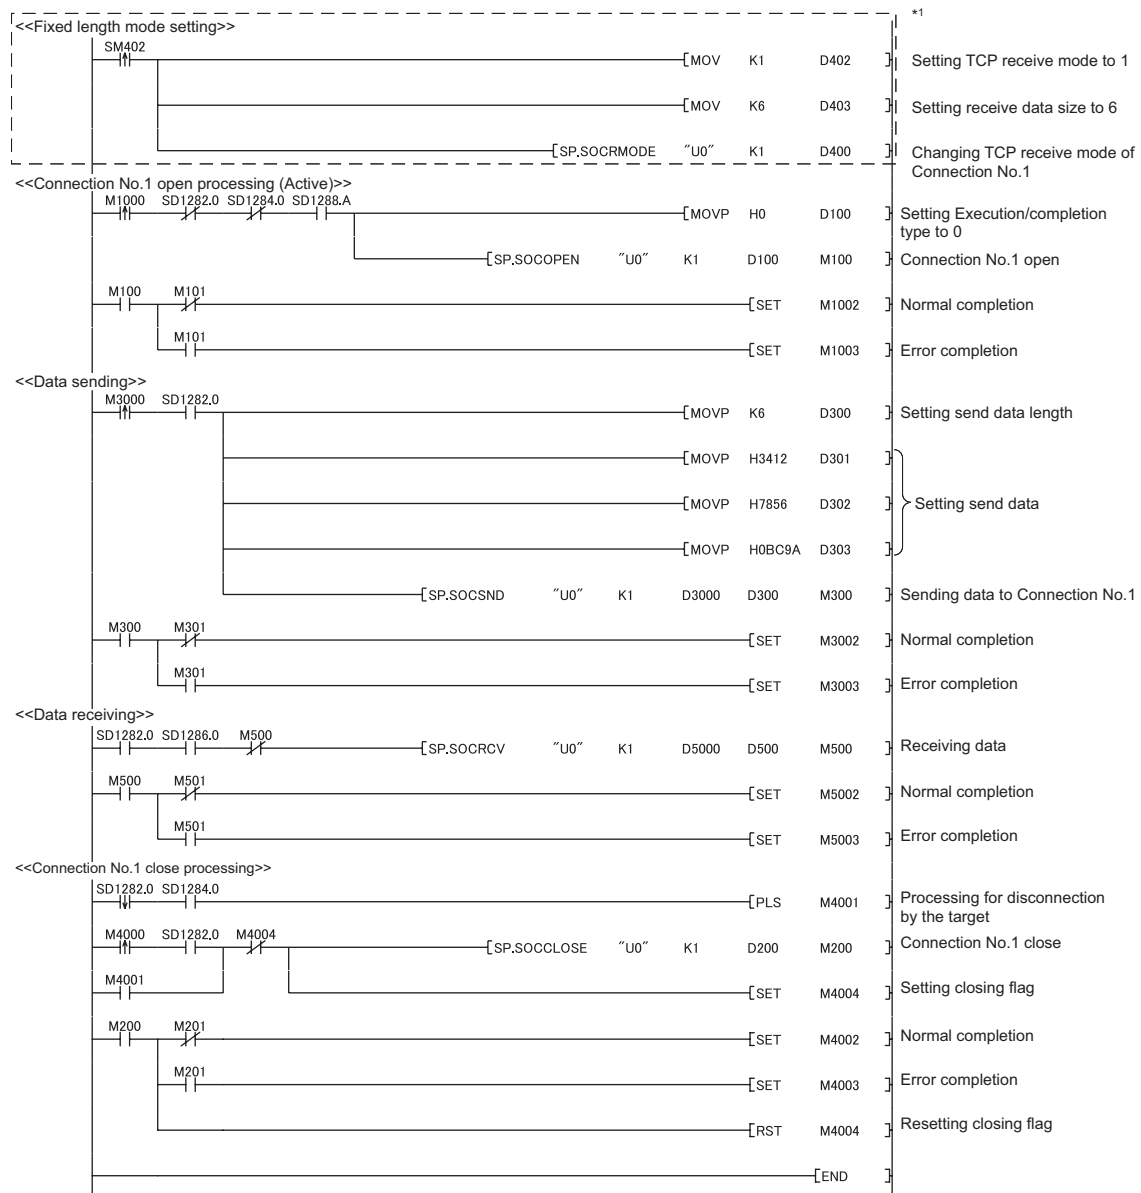 *1
<<Fixed length mode setting>>
SM402
[MOV K1 D402] Setting TCP receive mode to 1
[MOV K6 D403] Setting receive data size to 6
[SP.SOCRMODE "U0" K1 D400] Changing TCP receive mode of
Connection No.1
<<Connection No.1 open processing (Active)>>
M1000 SD1282.0 SD1284.0 SD1288.A
[MOVP H0 D100] Setting Execution/completion
type to 0
[SP.SOCOPEN "U0" K1 D100 M100] Connection No.1 open
M100 M101
[SET M1002] Normal completion
M101
[SET M1003] Error completion
<<Data sending>>
M3000 SD1282.0
[MOVP K6 D300] Setting send data length
[MOVP H3412 D301]
[MOVP H7856 D302] Setting send data
[MOVP H0BC9A D303]
[SP.SOCSND "U0" K1 D3000 D300 M300] Sending data to Connection No.1
M300 M301
[SET M3002] Normal completion
M301
[SET M3003] Error completion
<<Data receiving>>
SD1282.0 SD1286.0 M500
[SP.SOCRCV "U0" K1 D5000 D500 M500] Receiving data
M500 M501
[SET M5002] Normal completion
M501
[SET M5003] Error completion
<<Connection No.1 close processing>>
SD1282.0 SD1284.0
[PLS M4001] Processing for disconnection
by the target
M4000 SD1282.0 M4004
[SP.SOCCLOSE "U0" K1 D200 M200] Connection No.1 close
M4001
[SET M4004] Setting closing flag
M200 M201
[SET M4002] Normal completion
M201
[SET M4003] Error completion
[RST M4004] Resetting closing flag
[END]